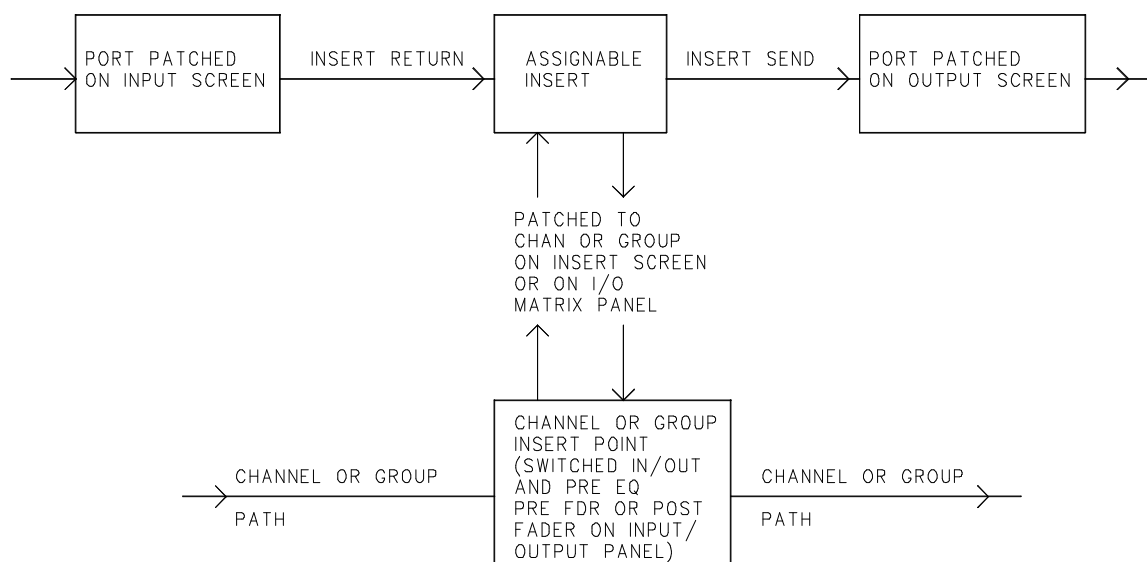 PORT PATCHED
ON INPUT SCREEN
INSERT RETURN
ASSIGNABLE
INSERT
INSERT SEND
PORT PATCHED
ON OUTPUT SCREEN
PATCHED TO
CHAN OR GROUP
ON INSERT SCREEN
OR ON I/O
MATRIX PANEL
CHANNEL OR GROUP
PATH
CHANNEL OR GROUP
INSERT POINT
(SWITCHED IN/OUT
AND PRE EQ
PRE FDR OR POST
FADER ON INPUT/
OUTPUT PANEL)
CHANNEL OR GROUP
PATH